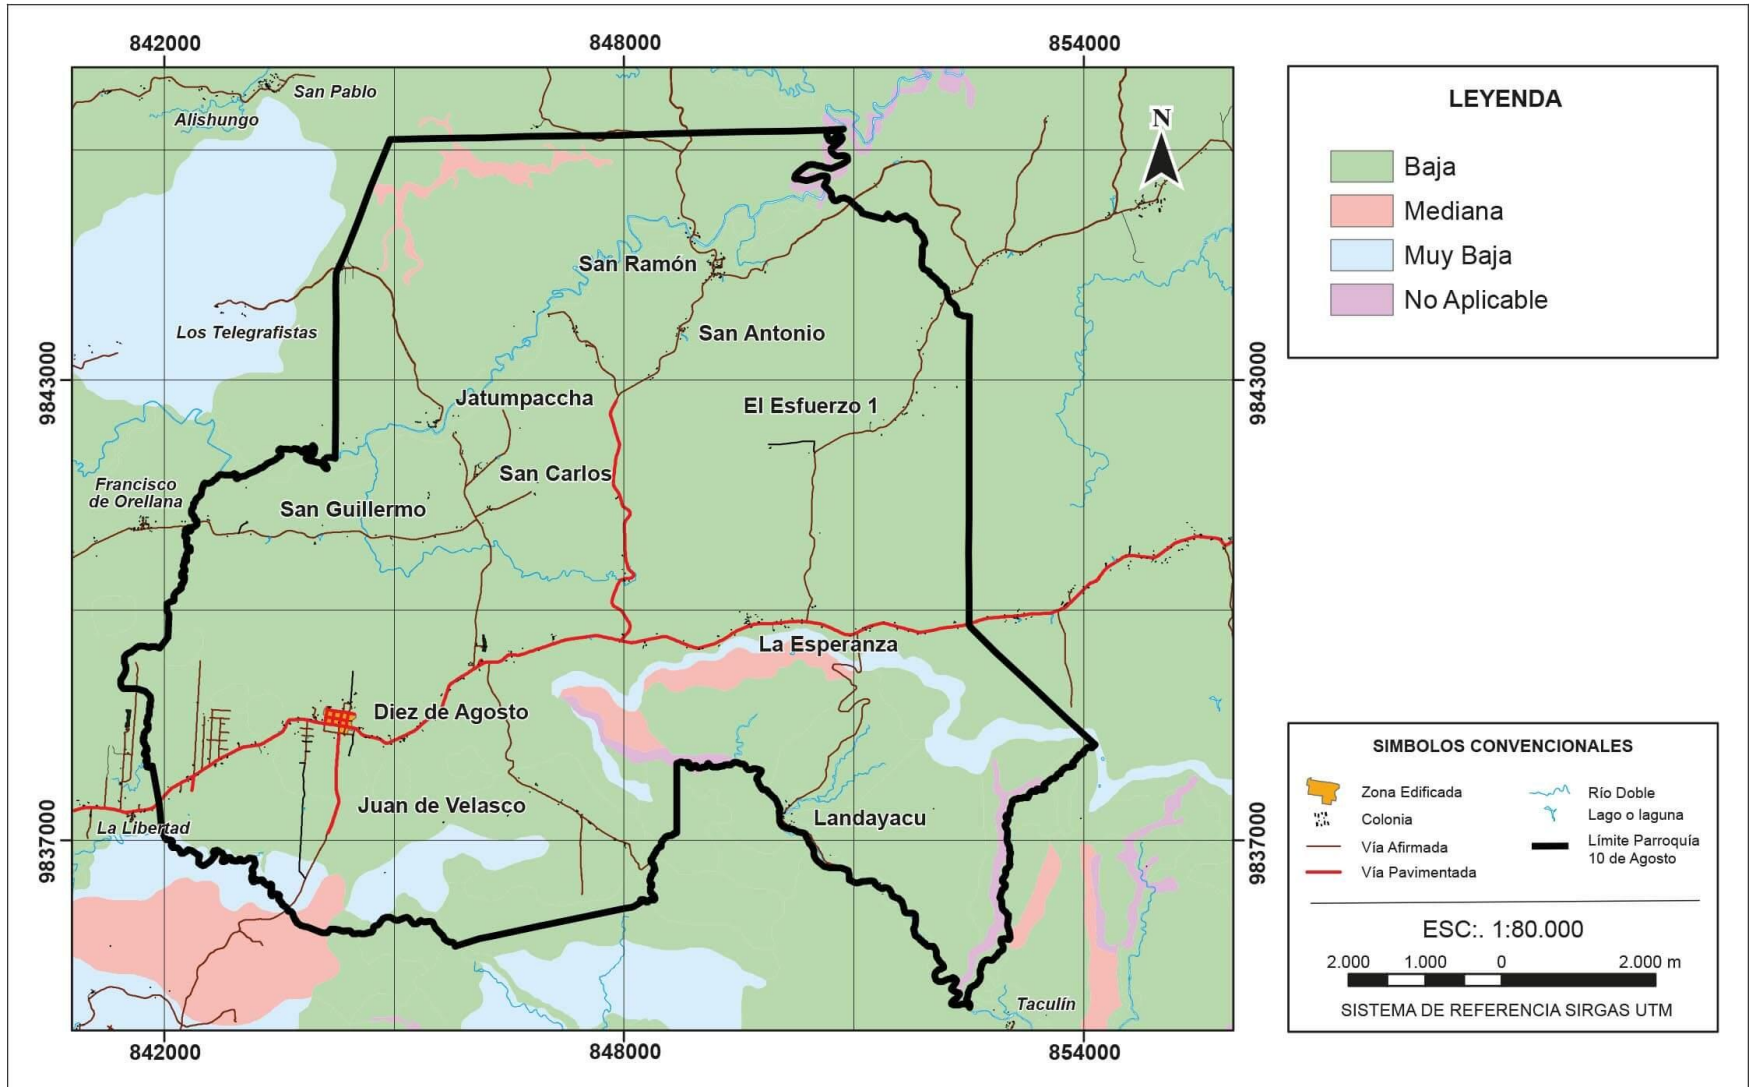 842000
848000
854000
San Pablo
Alishungo
N
San Ramón
Los Telegrafistas
San Antonio
9843000
9843000
Jatumpaccha
El Esfuerzo 1
San Carlos
Francisco
de Orellana
San Guillermo
La Esperanza
Diez de Agosto
Juan de Velasco
Landayacu
La Libertad
9837000
9837000
Taculín
842000
848000
854000
LEYENDA
Baja
Mediana
Muy Baja
No Aplicable
SIMBOLOS CONVENCIONALES
Zona Edificada
Colonia
Vía Afirmada
Vía Pavimentada
Río Doble
Lago o laguna
Límite Parroquía
10 de Agosto
ESC:. 1:80.000
2.000 1.000 0 2.000 m
SISTEMA DE REFERENCIA SIRGAS UTM